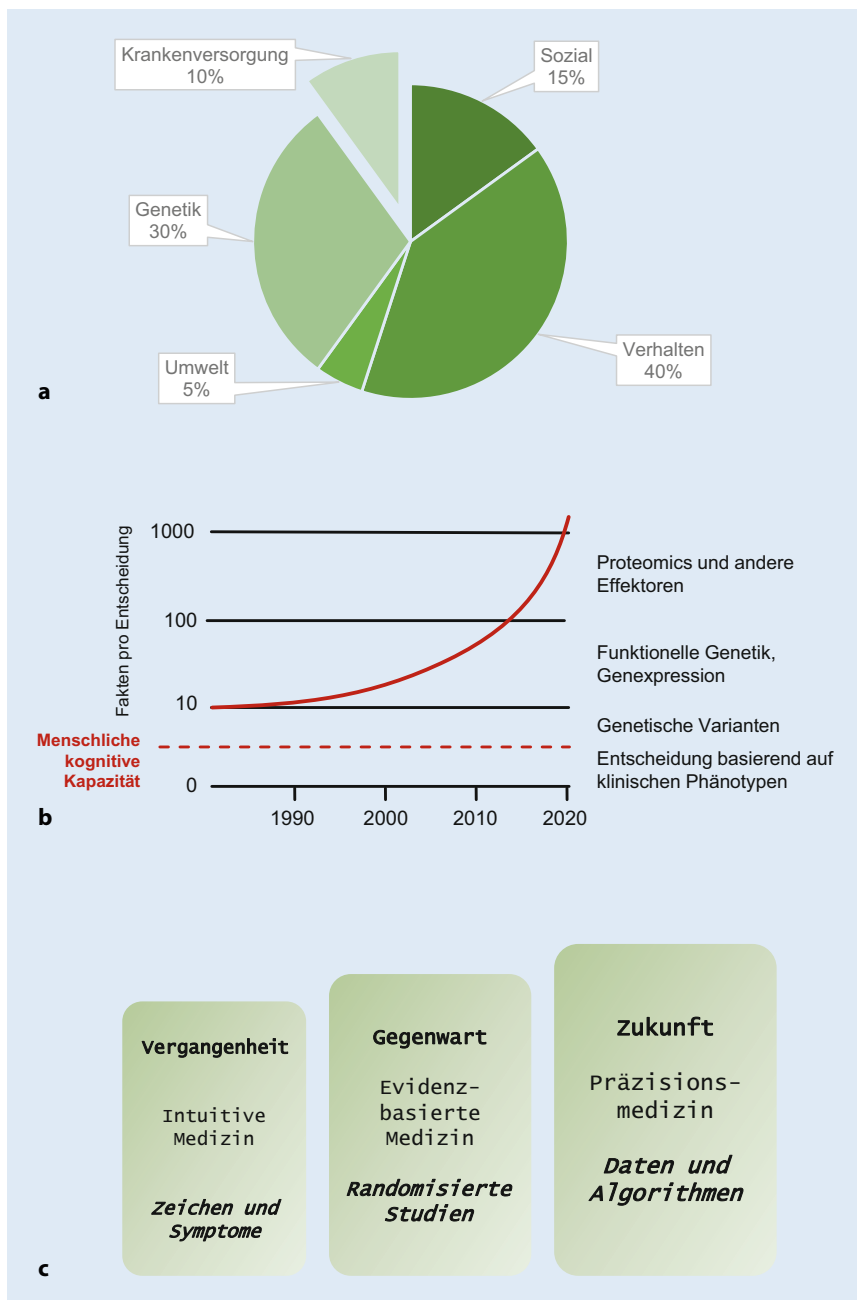 Krankenversorgung
10%
Sozial
15%
Genetik
30%
Verhalten
40%
Umwelt
5%
a
Fakten pro Entscheidung
1000
100
10
0
Menschliche
kognitive
Kapazität
1990
2000
2010
2020
Proteomics und andere
Effektoren
Funktionelle Genetik,
Genexpression
Genetische Varianten
Entscheidung basierend auf
klinischen Phänotypen
b
Vergangenheit
Intuitive
Medizin
Zeichen und
Symptome
Gegenwart
Evidenz-
basierte
Medizin
Randomisierte
Studien
Zukunft
Präzisions-
medizin
Daten und
Algorithmen
c